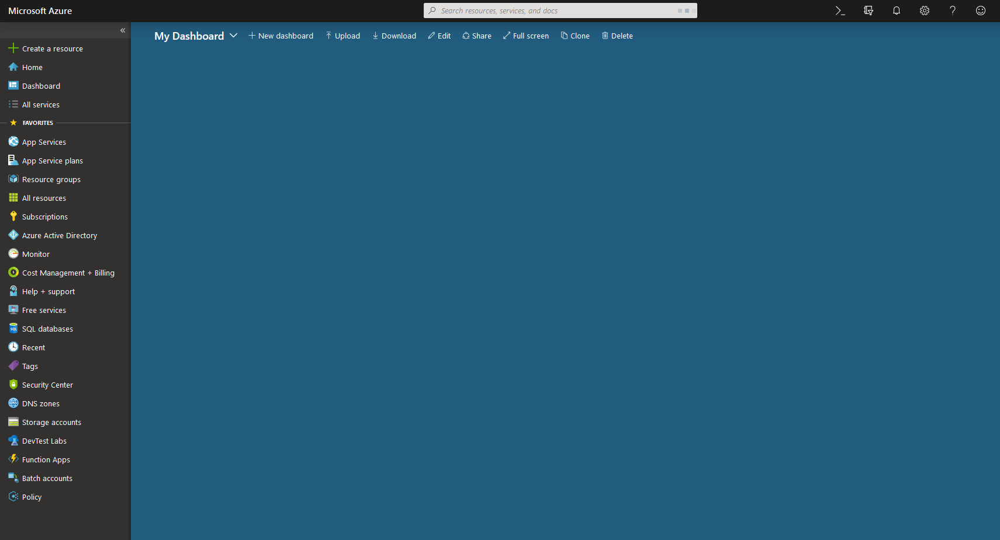 Microsoft Azure
Search resources, services, and docs
My Dashboard
New dashboard
Upload
Download
Edit
Share
Full screen
Clone
Delete
Create a resource
Home
Dashboard
All services
FAVORITES
App Services
App Service plans
Resource groups
All resources
Subscriptions
Azure Active Directory
Monitor
Cost Management + Billing
Help + support
Free services
SQL databases
Recent
Tags
Security Center
DNS zones
Storage accounts
DevTest Labs
Function Apps
Batch accounts
Policy